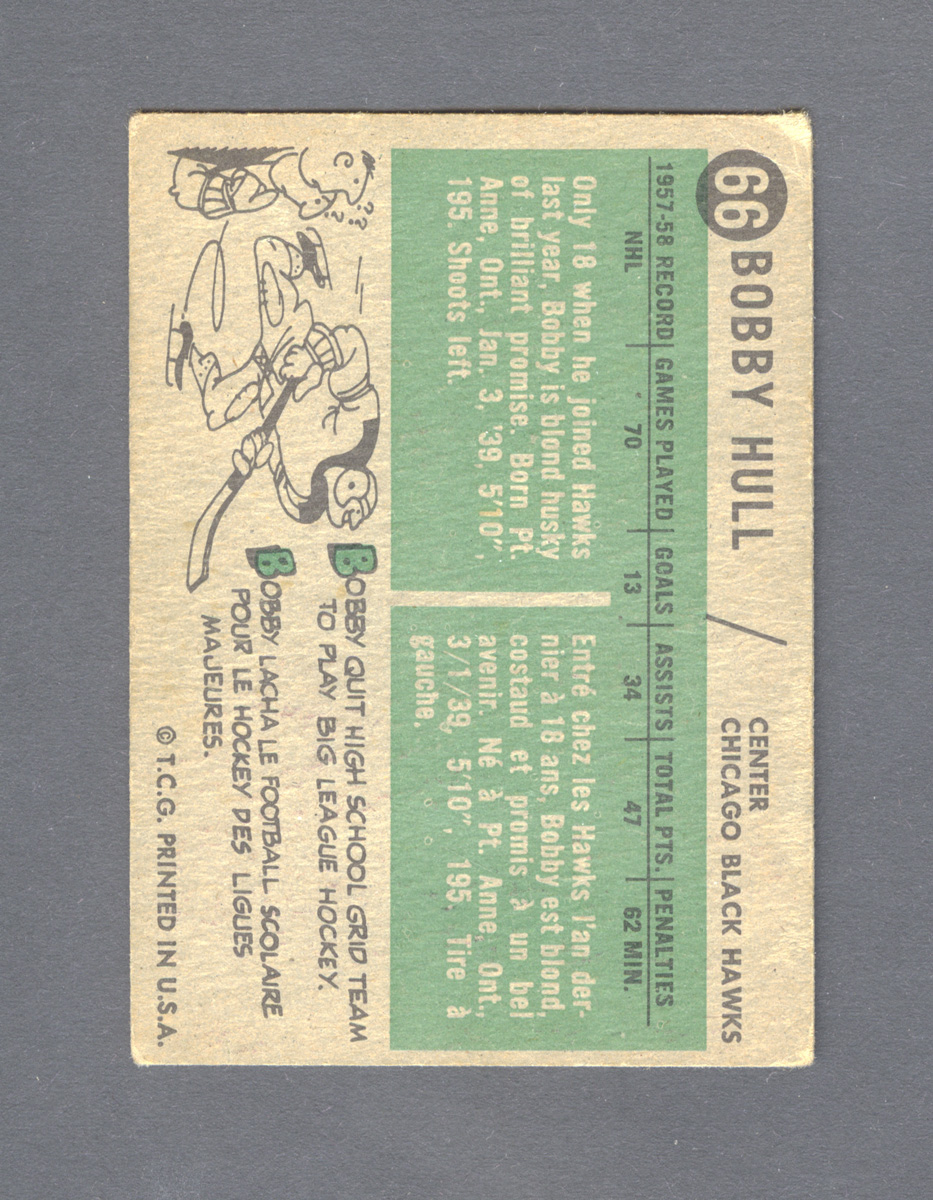 66 BOBBY HULL
CENTER
CHICAGO BLACK HAWKS
1957-58 RECORD GAMES PLAYED GOALS ASSISTS TOTAL PTS. PENALTIES
NHL 70 13 34 47 62 MIN.
Only 18 when he joined Hawks
last year, Bobby is blond husky
of brilliant promise. Born Pt.
Anne, Ont., Jan. 3, '39, 5'10",
195. Shoots left.
Entré chez les Hawks l'an der-
nier à 18 ans, Bobby est blond,
costaud et promis à un bel
avenir. Né à Pt. Anne, Ont.,
3/1/39, 5'10", 195, Tire à
gauche.
? ? ? ?
BOBBY QUIT HIGH SCHOOL GRID TEAM
TO PLAY BIG LEAGUE HOCKEY.
BOBBY LACHA LE FOOTBALL SCOLAIRE
POUR LE HOCKEY DES LIGUES
MAJEURES.
© T.C.G. PRINTED IN U.S.A.